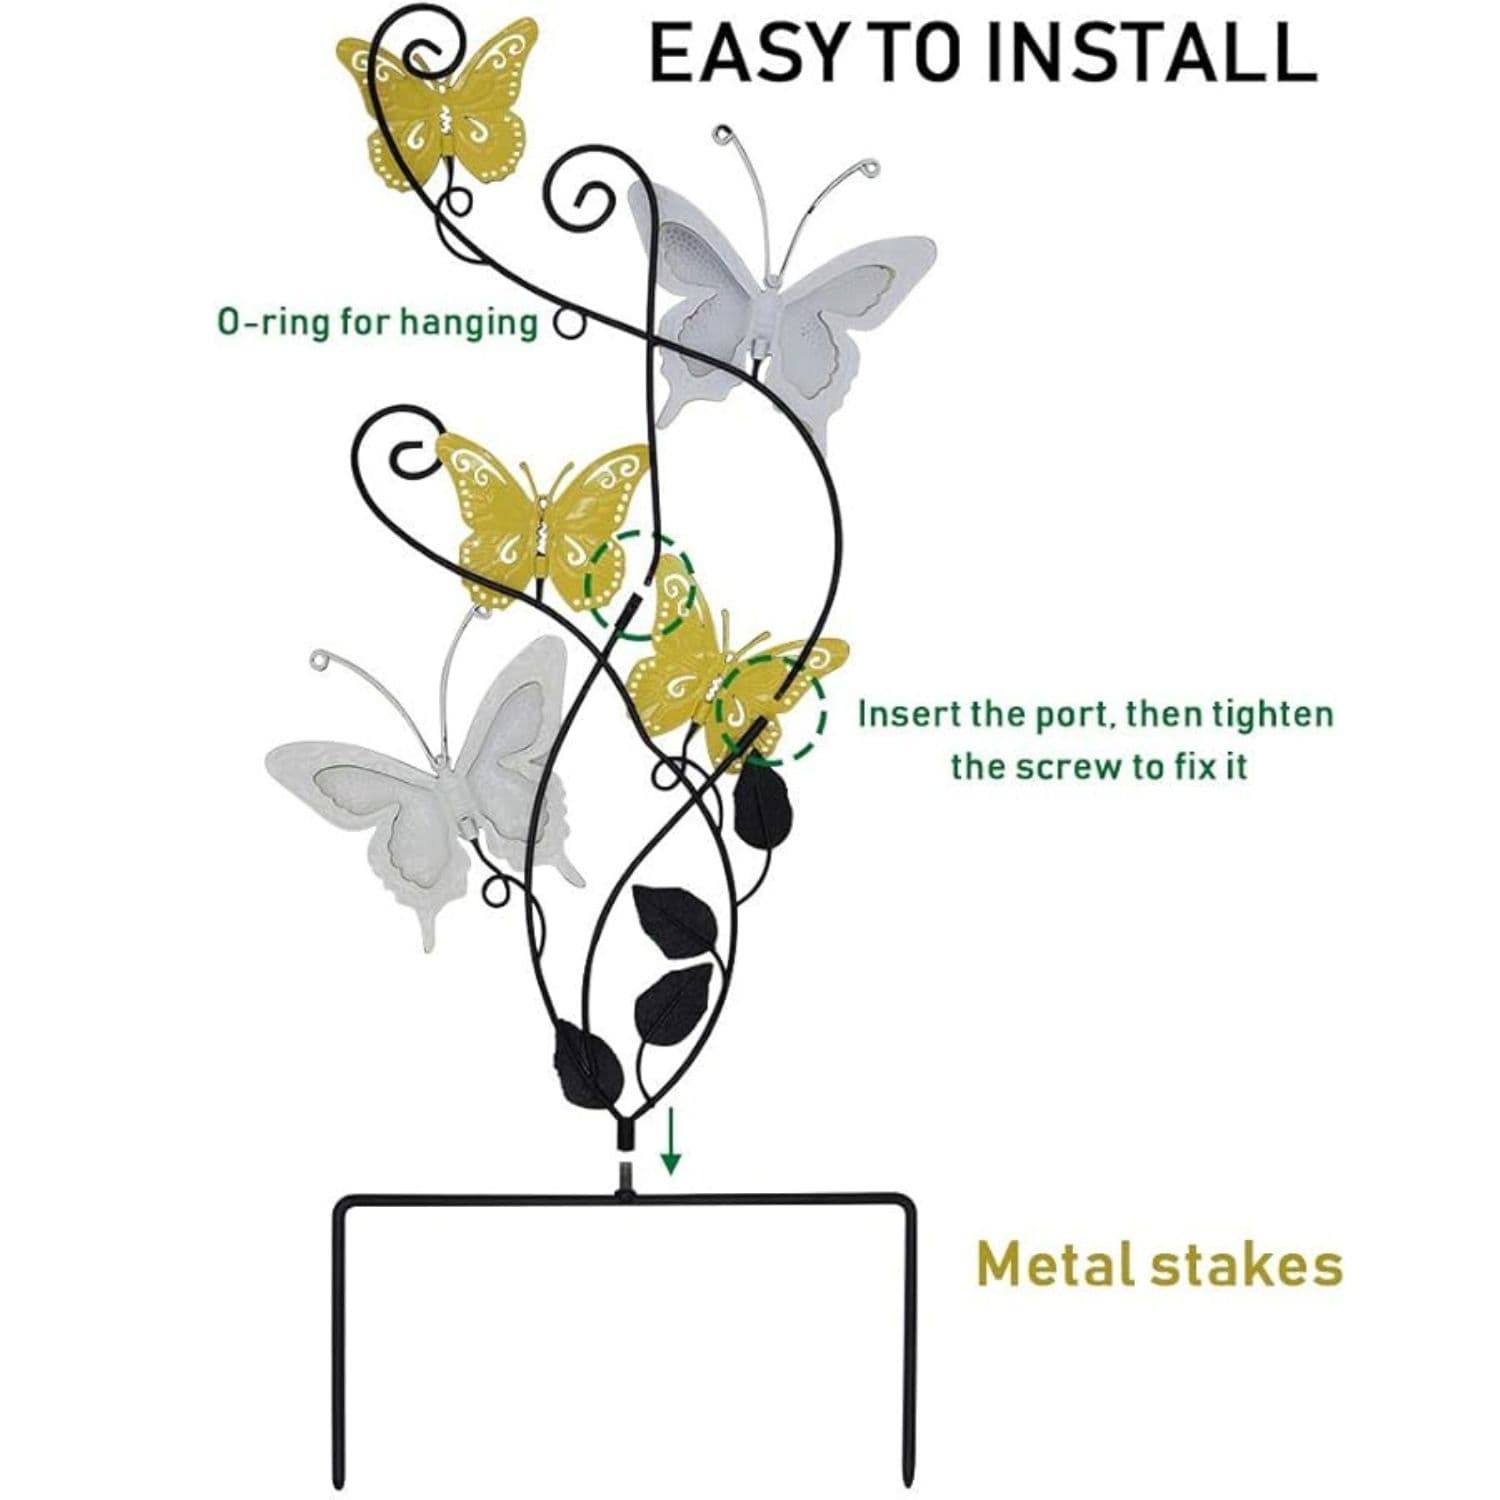 EASY TO INSTALL
O-ring for hanging
Insert the port, then tighten
the screw to fix it
Metal stakes